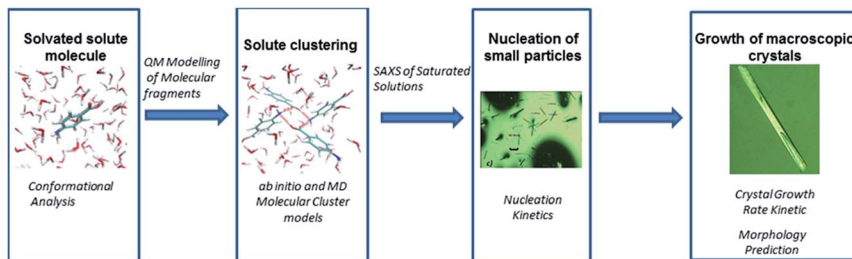 Solvated solute
molecule
Conformational
Analysis
QM Modelling
of Molecular
fragments
Solute clustering
ab initio and MD
Molecular Cluster
models
SAXS of Saturated
Solutions
Nucleation of
small particles
c)
Nucleation
Kinetics
Growth of macroscopic
crystals
Crystal Growth
Rate Kinetic
Morphology
Prediction